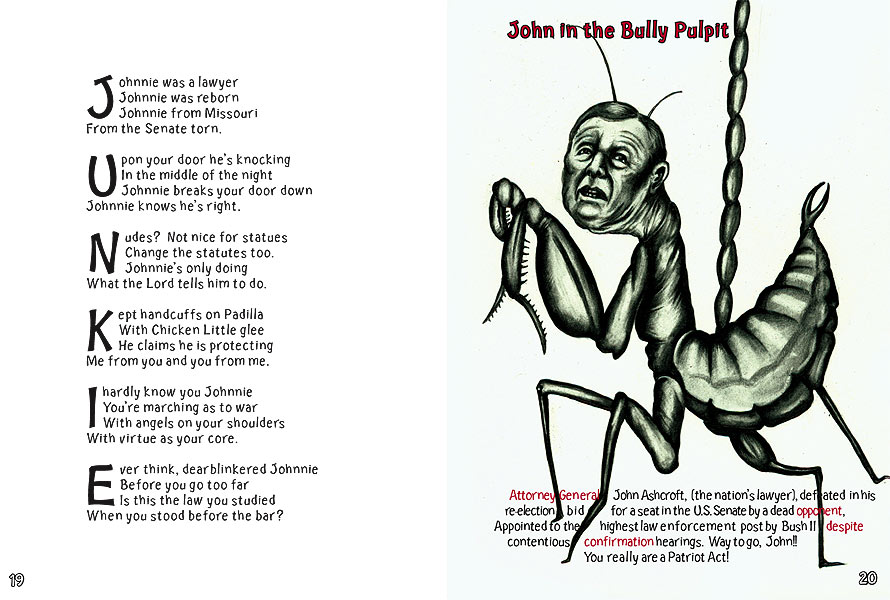 Johnnie was a lawyer
Johnnie was reborn
Johnnie from Missouri
From the Senate torn.
Upon your door he's knocking
In the middle of the night
Johnnie breaks your door down
Johnnie knows he's right.
Nudes? Not nice for statues
Change the statutes too.
Johnnie's only doing
What the Lord tells him to do.
Kept handcuffs on Padilla
With Chicken Little glee
He claims he is protecting
Me from you and you from me.
I hardly know you Johnnie
You're marching as to war
With angels on your shoulders
With virtue as your core.
Ever think, dear blinkered Johnnie
Before you go too far
Is this the law you studied
When you stood before the bar?
19
John in the Bully Pulpit
Attorney General John Ashcroft, (the nation's lawyer), defeated in his
re-election bid for a seat in the U.S. Senate by a dead opponent,
Appointed to the highest law enforcement post by Bush II despite
contentious confirmation hearings. Way to go, John!!
You really are a Patriot Act!
20